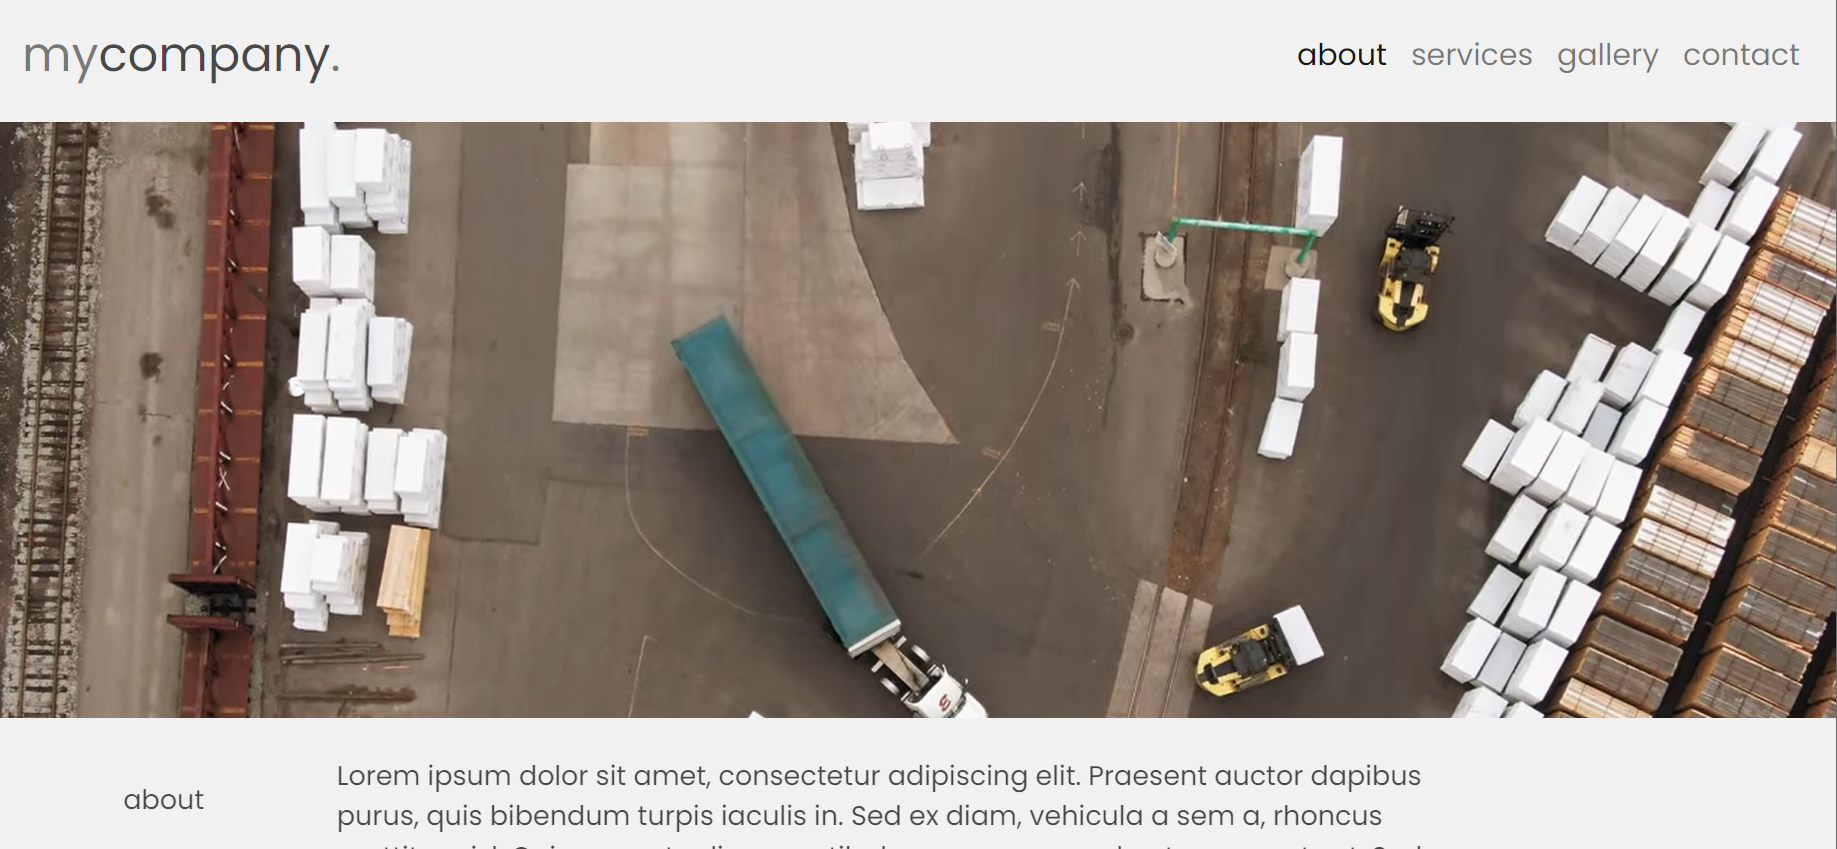 mycompany.
about services gallery contact
about
Lorem ipsum dolor sit amet, consectetur adipiscing elit. Praesent auctor dapibus
purus, quis bibendum turpis iaculis in. Sed ex diam, vehicula a sem a, rhoncus